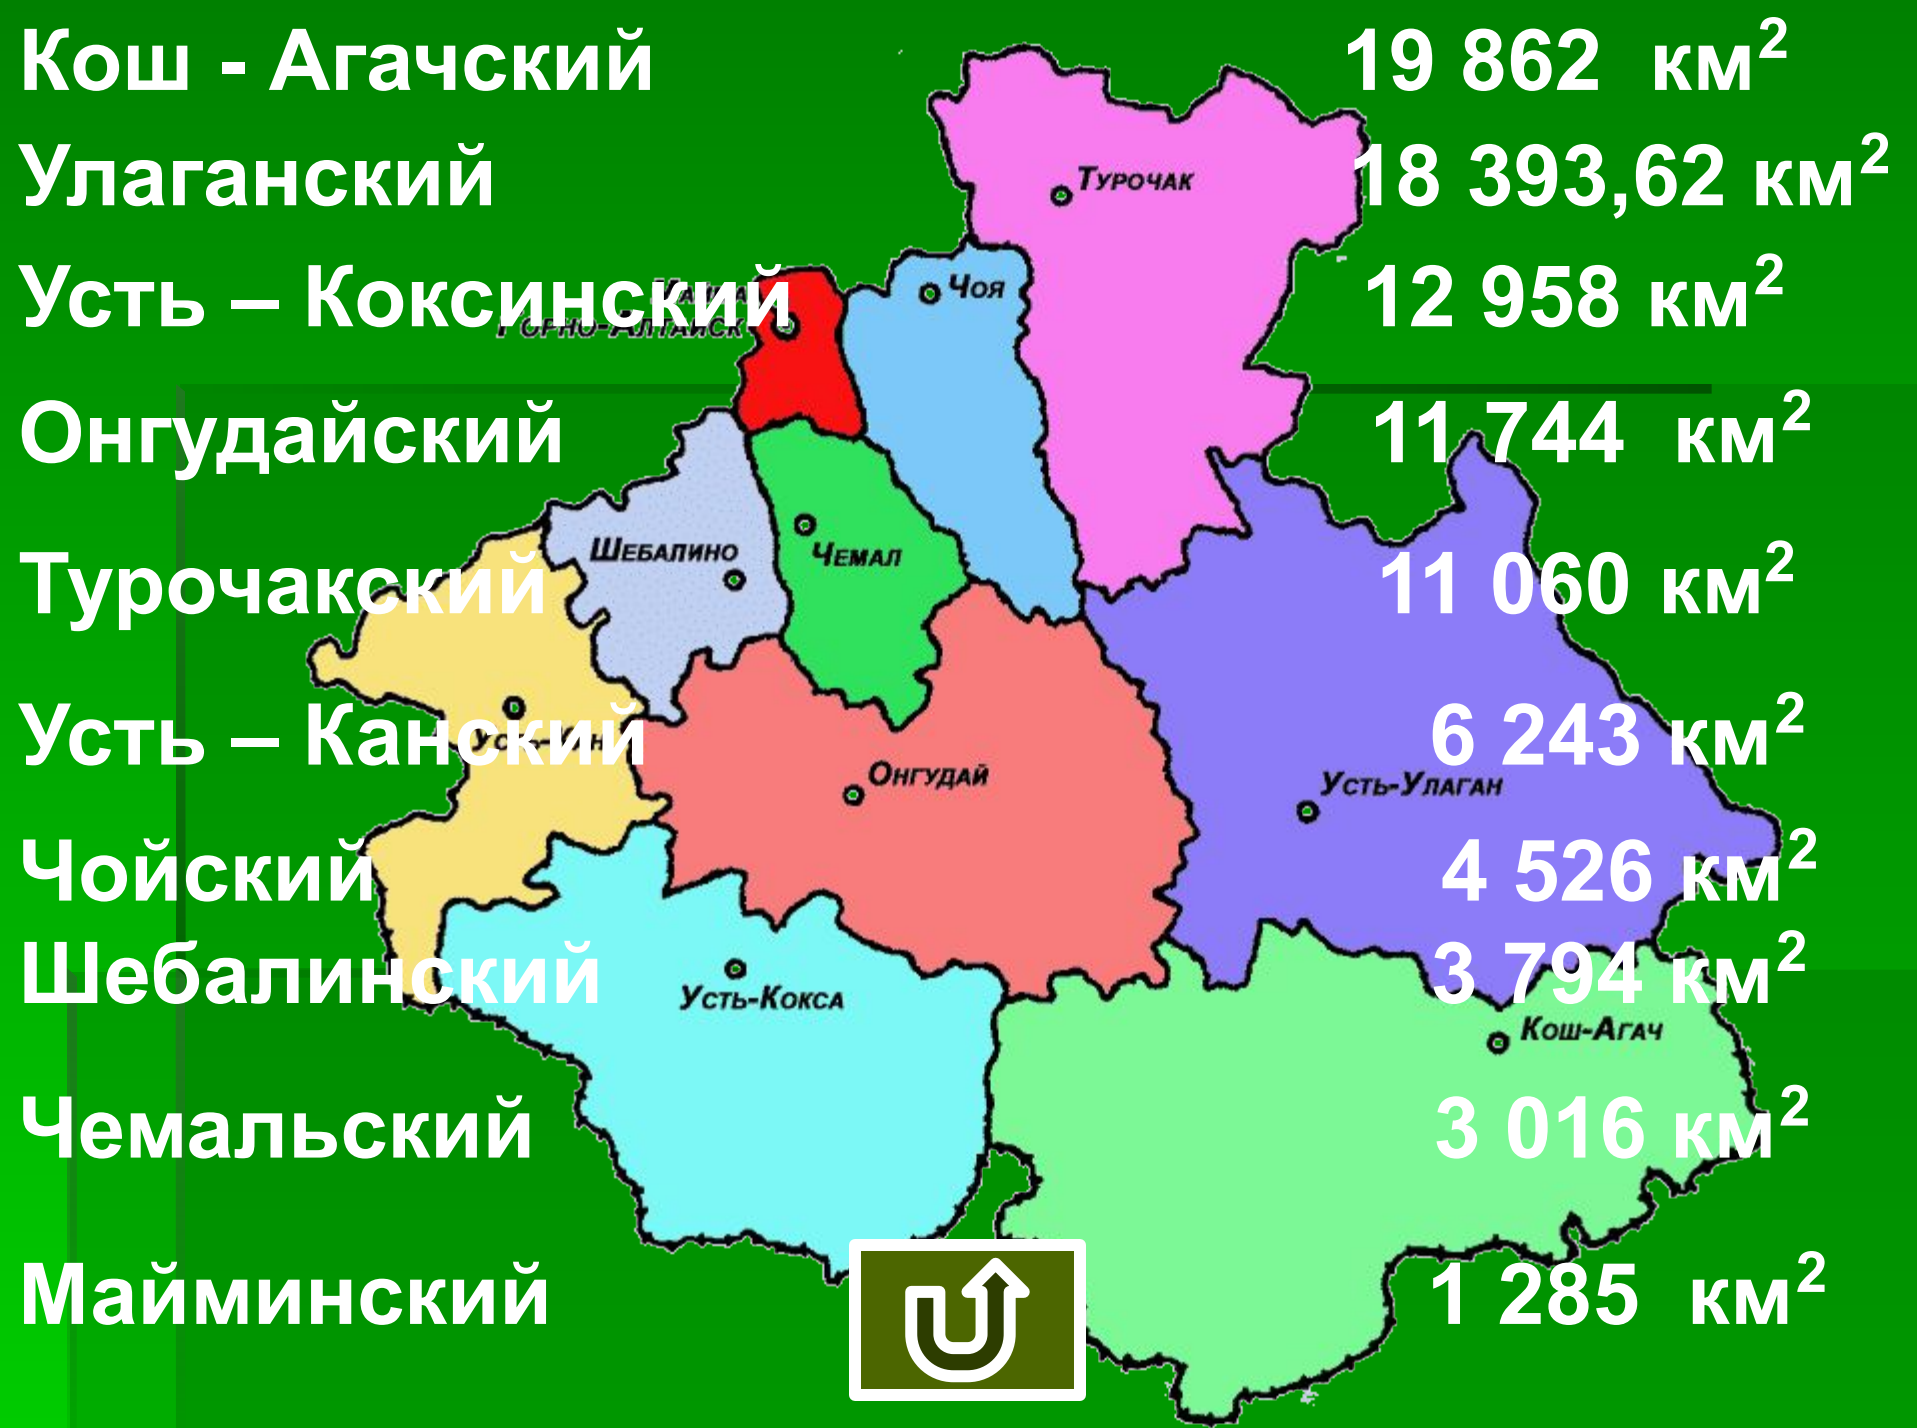 Кош - Агачский 19 862 км²
Улаганский 18 393,62 км²
Усть – Коксинский 12 958 км²
Онгудайский 11 744 км²
Турочакский 11 060 км²
Усть – Канский 6 243 км²
Чойский 4 526 км²
Шебалинский 3 794 км²
Чемальский 3 016 км²
Майминский 1 285 км²
Турочак
Чоя
Горно-Алтайск
Шебалино
Чемал
Онгудай
Усть-Улаган
Усть-Кокса
Кош-Агач